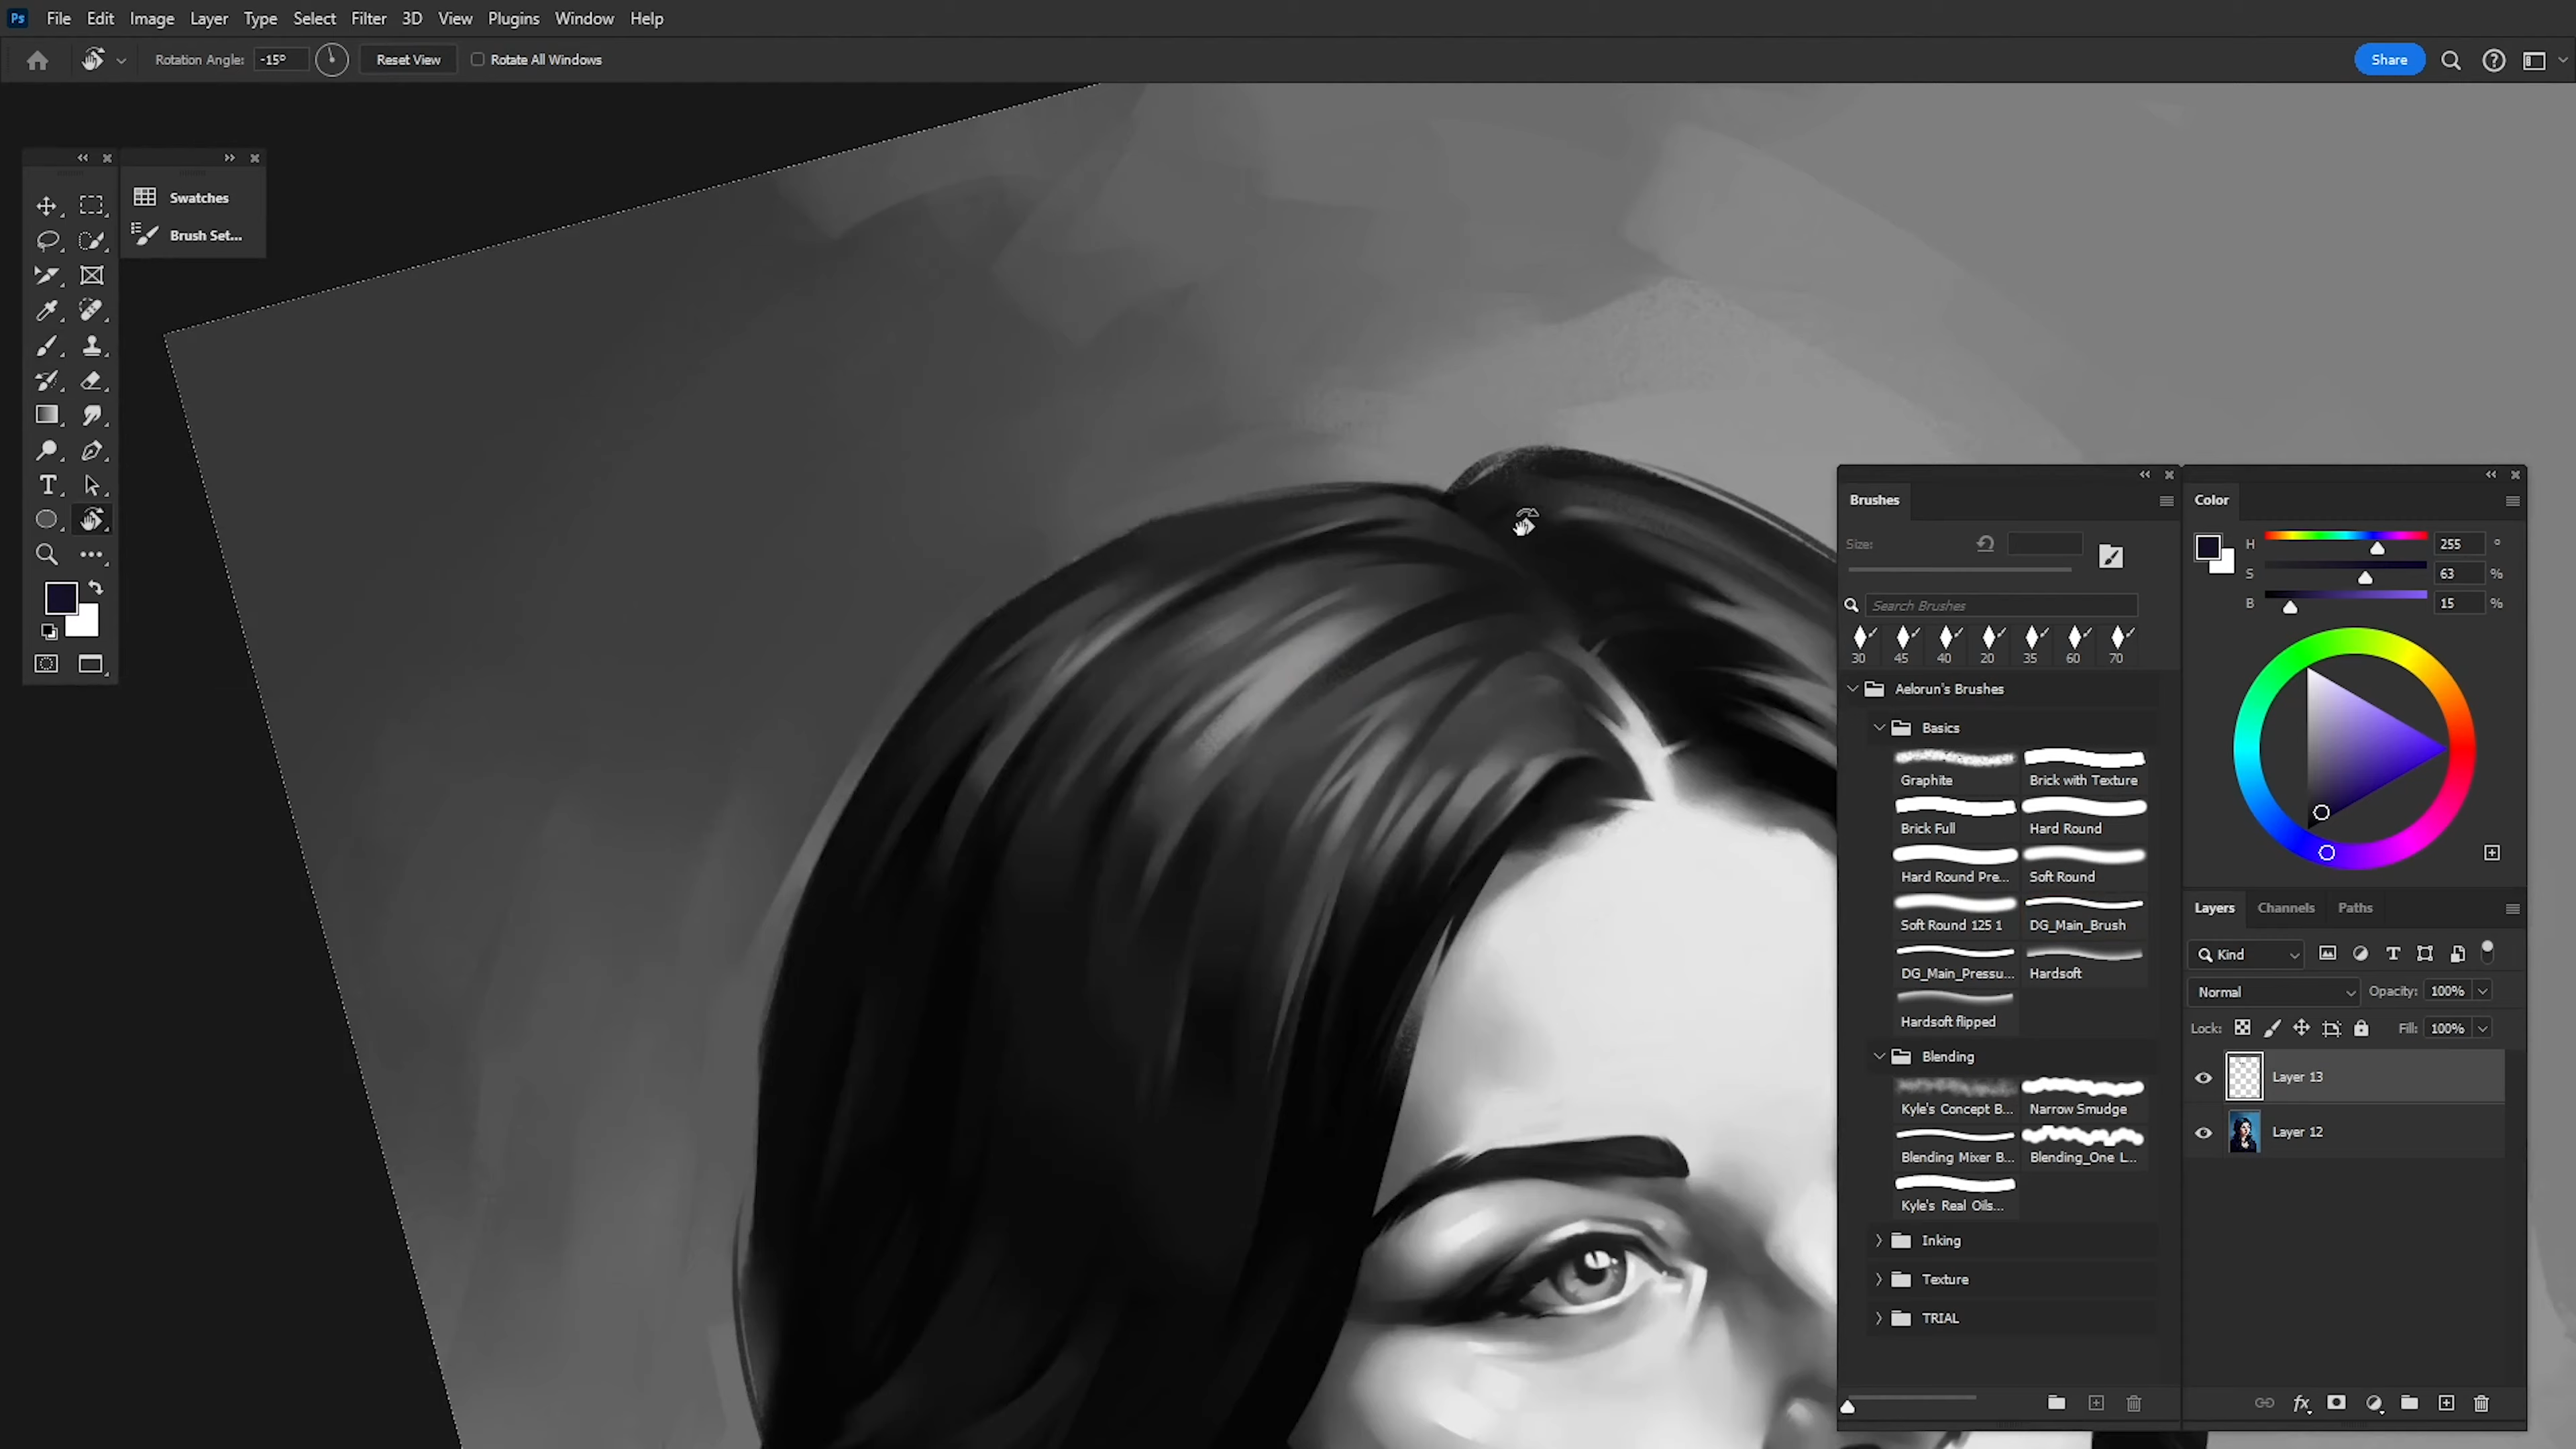 Ps File Edit Image Layer Type Select Filter 3D View Plugins Window Help
Rotation Angle: -15° Reset View Rotate All Windows Share
Swatches
Brush Set...
T
Brushes
Size:
Search Brushes
30 45 40 20 35 60 70
Aelorun's Brushes
Basics
Graphite Brick with Texture
Brick Full Hard Round
Hard Round Pre... Soft Round
Soft Round 125 1 DG_Main_Brush
DG_Main_Pressu... Hardsoft
Hardsoft flipped
Blending
Kyle's Concept B... Narrow Smudge
Blending Mixer B... Blending_One L...
Kyle's Real Oils...
Inking
Texture
TRIAL
Color
H 255 °
S 63 %
B 15 %
Layers Channels Paths
Kind T
Normal Opacity: 100%
Lock: Fill: 100%
Layer 13
Layer 12
fx